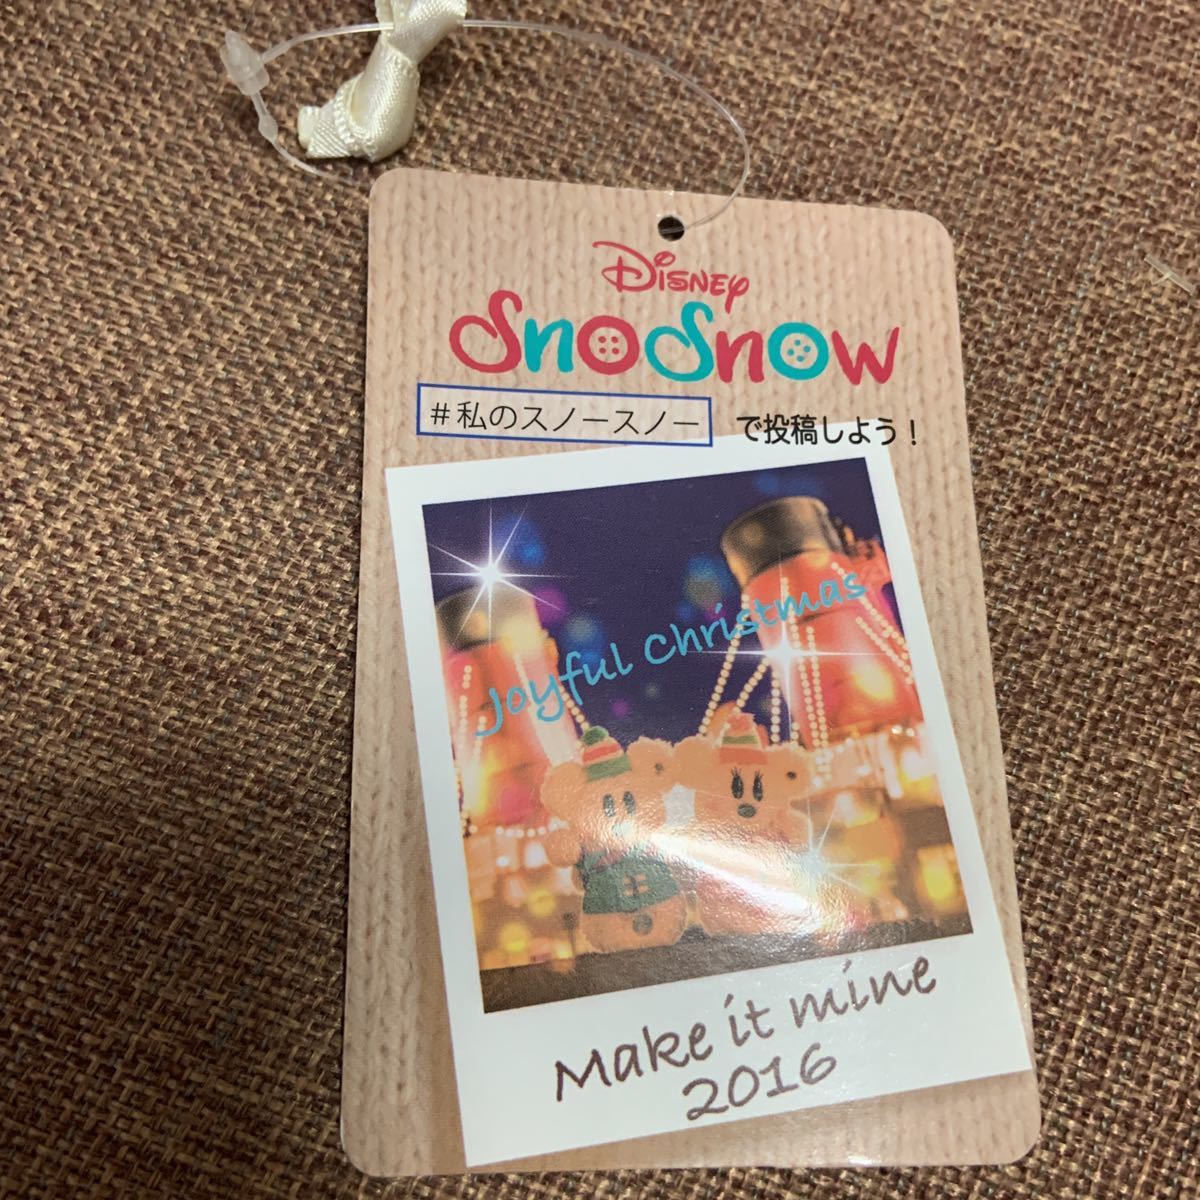 DISNEY
SnoSnow
#私のスノースノー で投稿しよう!
Joyful Christmas
Make it mine
2016